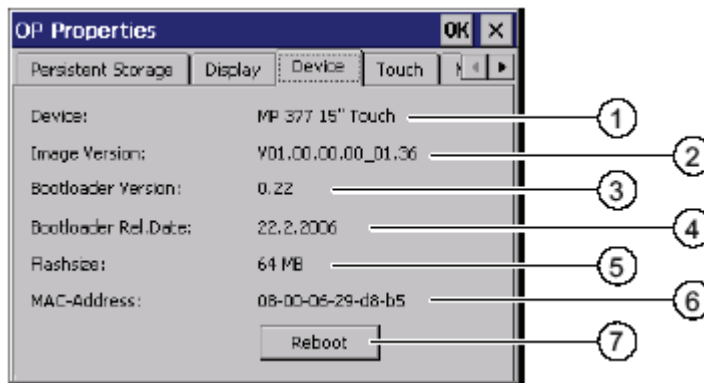 OP Properties OK ×
Persistent Storage Display Device Touch
Device: MP 377 15" Touch 1
Image Version: V01.00.00.00_01.36 2
Bootloader Version: 0.22 3
Bootloader Rel.Date: 22.2.2006 4
Flashsize: 64 MB 5
MAC-Address: 08-00-06-29-d8-b5 6
Reboot 7